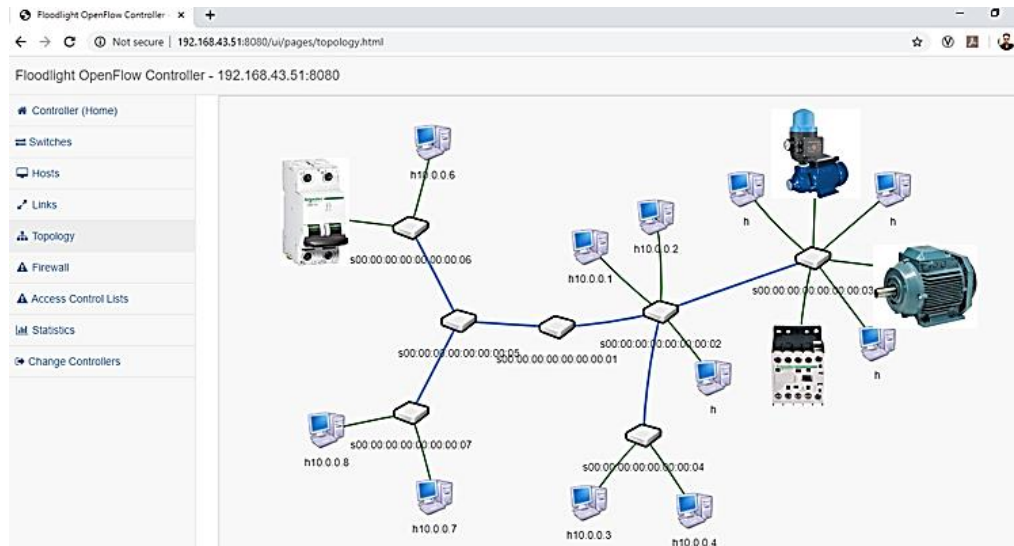 Floodlight OpenFlow Controller
Not secure | 192.168.43.51:8080/ui/pages/topology.html
Floodlight OpenFlow Controller - 192.168.43.51:8080
Controller (Home)
Switches
Hosts
Links
Topology
Firewall
Access Control Lists
Statistics
Change Controllers
h10.0.0.6
s00:00:00:00:00:00:00:06
h10.0.0.2
h10.0.0.1
h
h
s00:00:00:00:00:00:00:03
s00:00:00:00:00:00:00:02
s00:00:00:00:00:00:00:05
s00:00:00:00:00:00:00:01
h
h
s00:00:00:00:00:00:00:07
h10.0.0.8
s00:00:00:00:00:00:00:04
h10.0.0.7
h10.0.0.3
h10.0.0.4